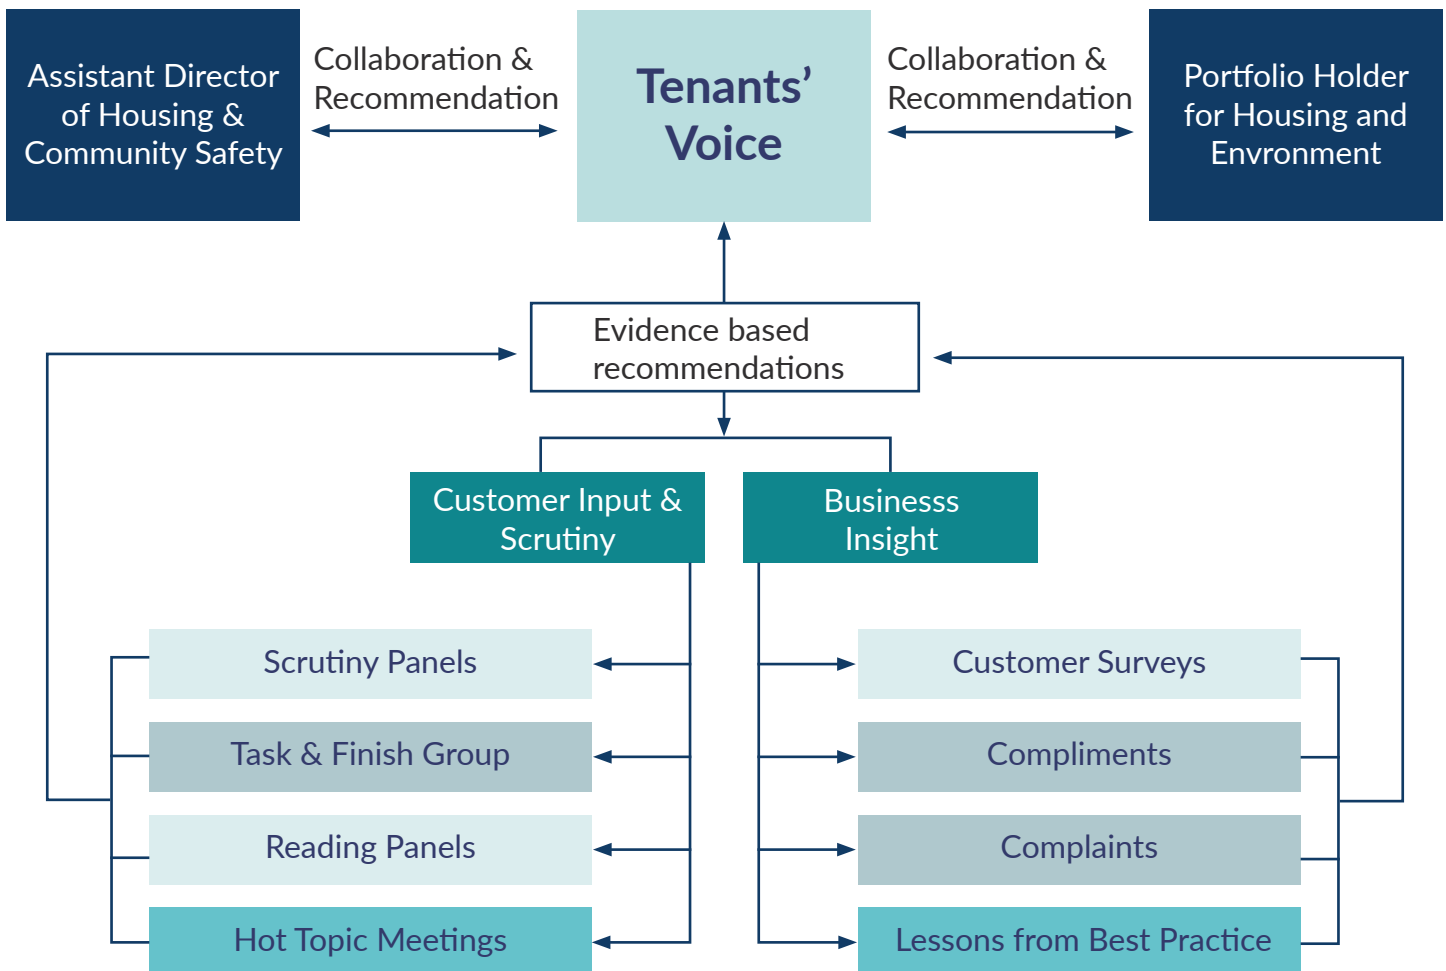 Assistant Director
of Housing &
Community Safety
Collaboration &
Recommendation
Tenants’
Voice
Collaboration &
Recommendation
Portfolio Holder
for Housing and
Envronment
Evidence based
recommendations
Customer Input &
Scrutiny
Businesss
Insight
Scrutiny Panels
Task & Finish Group
Reading Panels
Hot Topic Meetings
Customer Surveys
Compliments
Complaints
Lessons from Best Practice